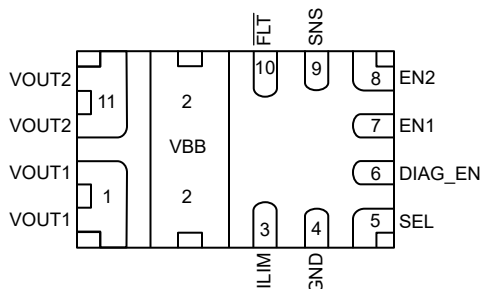 FLT
SNS
VOUT2
10
9
8
EN2
11
2
VOUT2
7
EN1
VBB
VOUT1
6
DIAG_EN
1
2
VOUT1
3
4
5
SEL
ILIM
GND